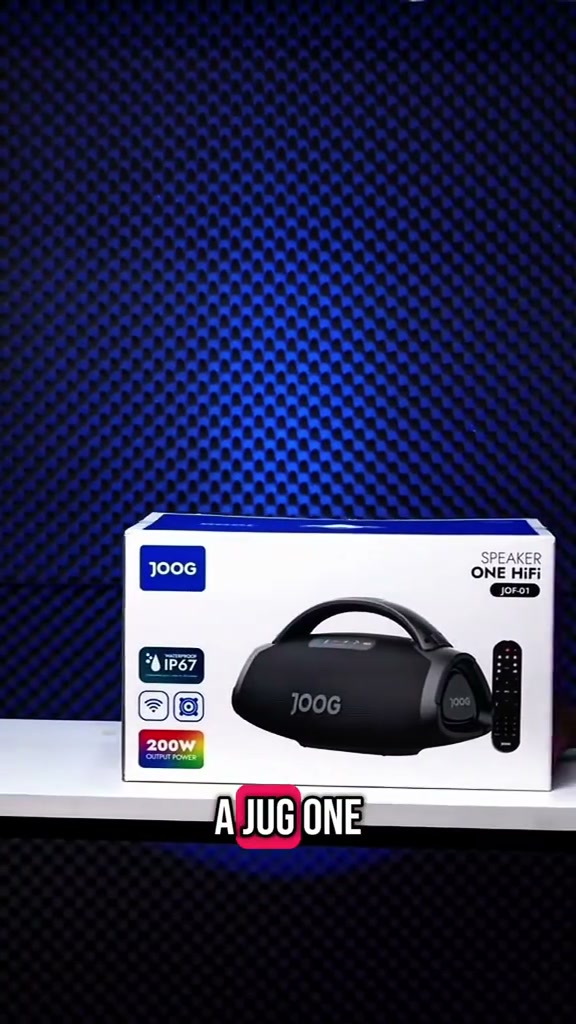 JOOG
SPEAKER
ONE HiFi
JOF-01
WATERPROOF
IP67
JOOG
JOOG
200W
OUTPUT POWER
A JUG ONE